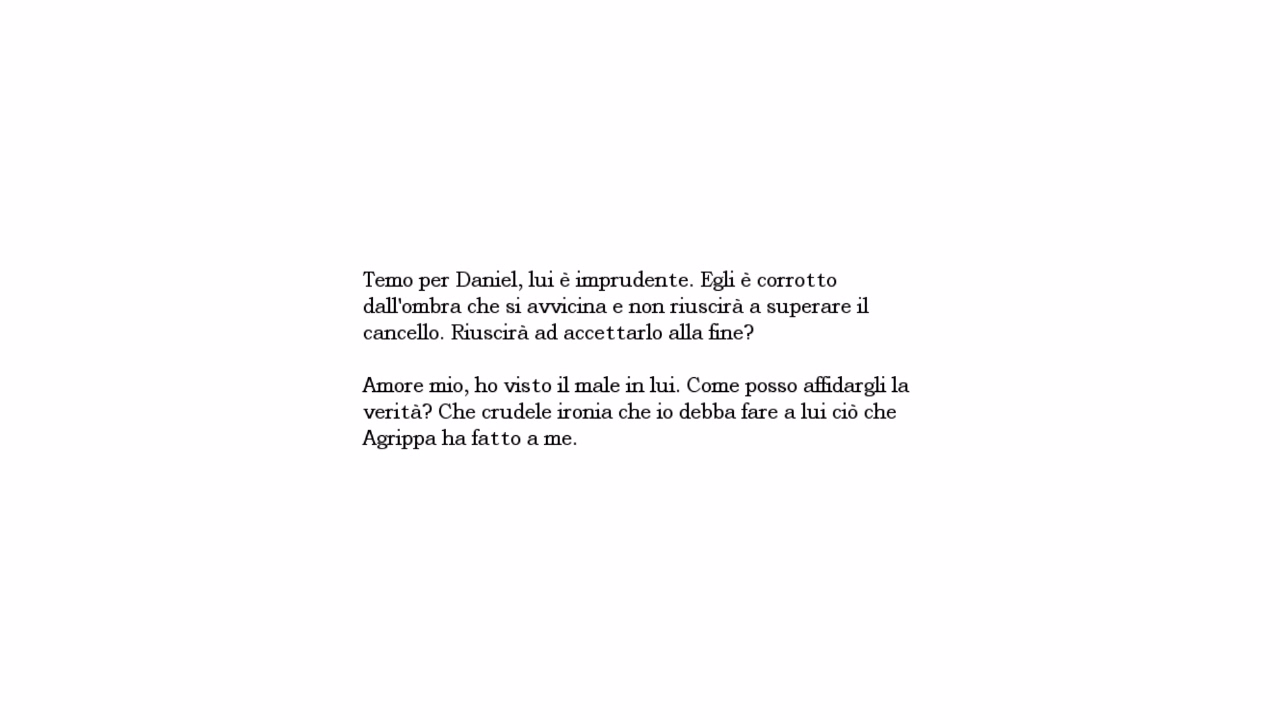 Temo per Daniel, lui è imprudente. Egli è corrotto
dall'ombra che si avvicina e non riuscirà a superare il
cancello. Riuscirà ad accettarlo alla fine?
Amore mio, ho visto il male in lui. Come posso affidargli la
verità? Che crudele ironia che io debba fare a lui ciò che
Agrippa ha fatto a me.